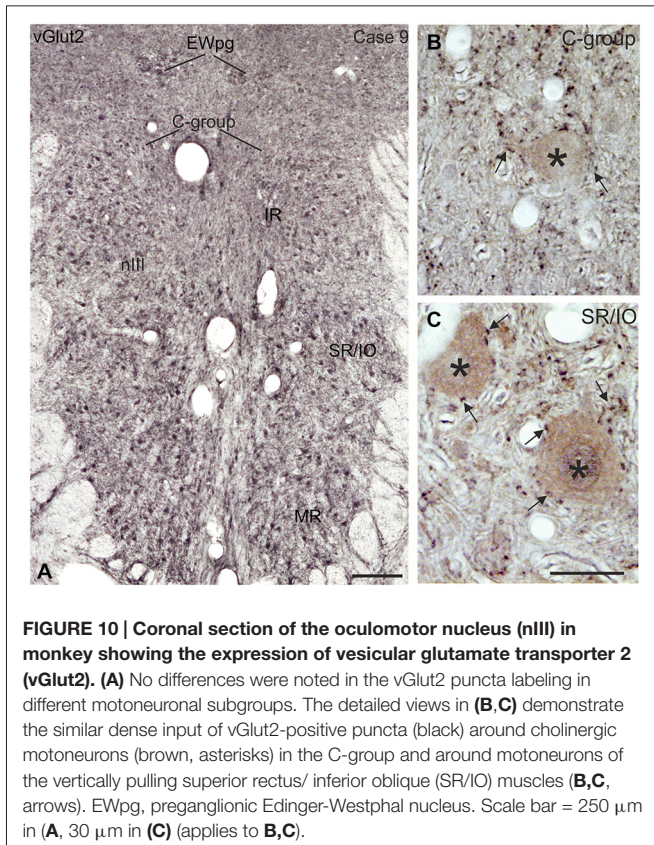 vGlut2
EWpg
Case 9
C-group
IR
nIII
SR/IO
MR
A
B
C-group
*
C
SR/IO
*
*
FIGURE 10 | Coronal section of the oculomotor nucleus (nIII) in
monkey showing the expression of vesicular glutamate transporter 2
(vGlut2). (A) No differences were noted in the vGlut2 puncta labeling in
different motoneuronal subgroups. The detailed views in (B,C) demonstrate
the similar dense input of vGlut2-positive puncta (black) around cholinergic
motoneurons (brown, asterisks) in the C-group and around motoneurons of
the vertically pulling superior rectus/ inferior oblique (SR/IO) muscles (B,C,
arrows). EWpg, preganglionic Edinger-Westphal nucleus. Scale bar = 250 μm
in (A, 30 μm in (C) (applies to B,C).